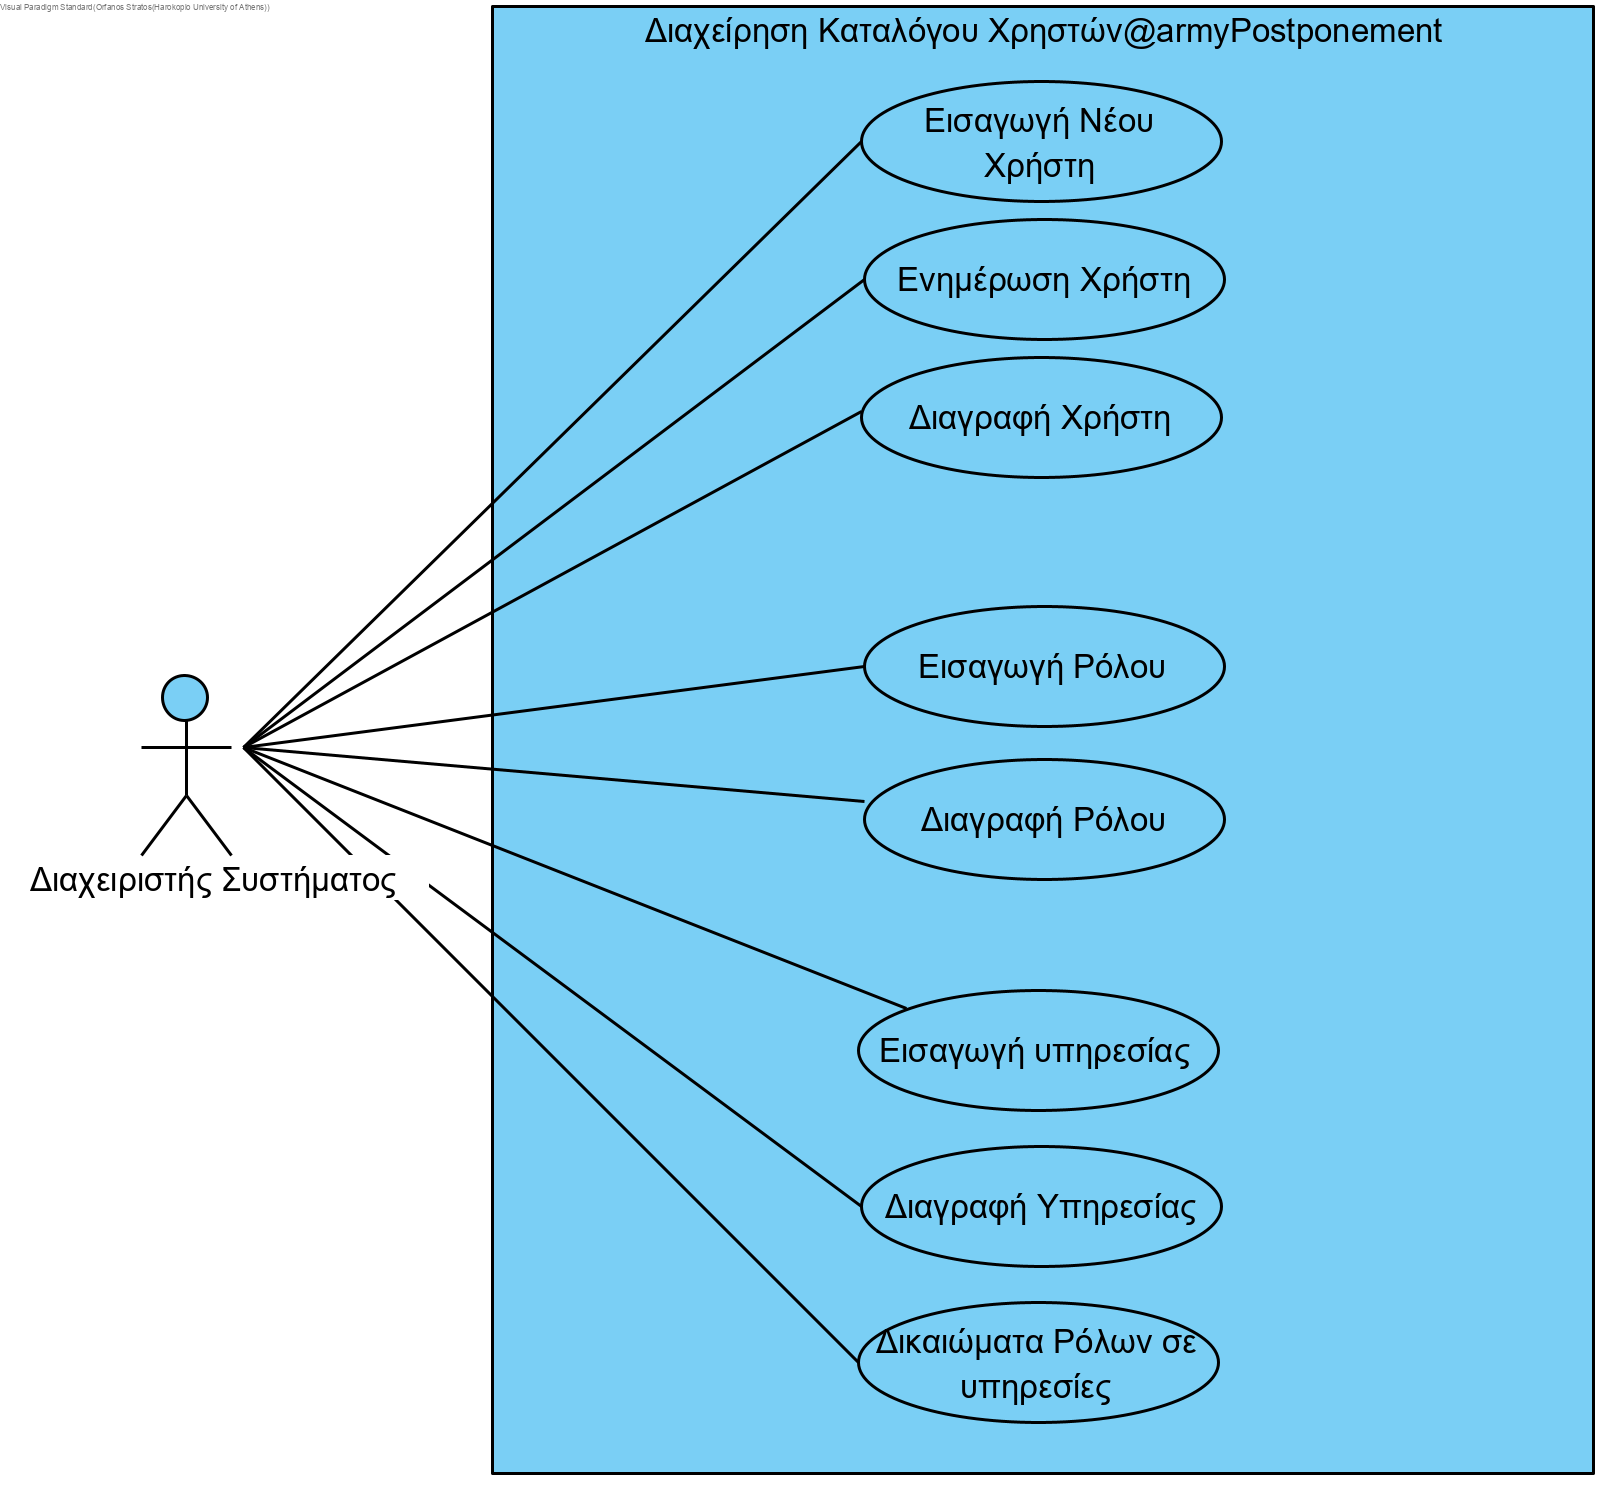 Visual Paradigm Standard(Orfanos Stratos(Harokopio University of Athens))
Διαχείρηση Καταλόγου Χρηστών@armyPostponement
Εισαγωγή Νέου
Χρήστη
Ενημέρωση Χρήστη
Διαγραφή Χρήστη
Εισαγωγή Ρόλου
Διαγραφή Ρόλου
Διαχειριστής Συστήματος
Εισαγωγή υπηρεσίας
Διαγραφή Υπηρεσίας
Δικαιώματα Ρόλων σε
υπηρεσίες